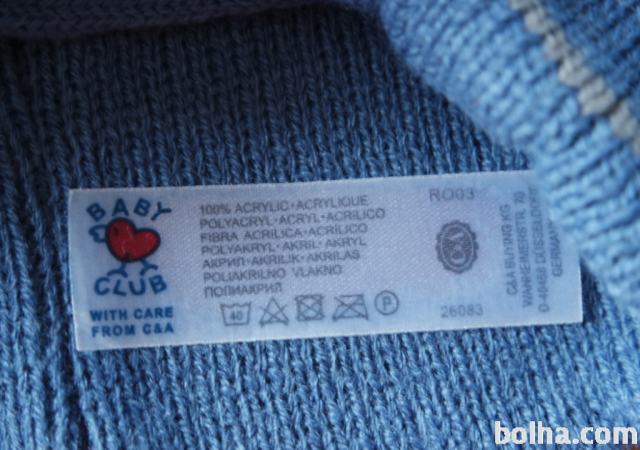 BABY
CLUB
WITH CARE
FROM C&A
100% ACRYLIC·ACRYLIQUE
POLYACRYL·ACRYL·ACRILICO
FIBRA ACRILICA·ACRÍLICO
POLYAKRYL·AKRIL·AKRYL
АКРИЛ·AKRILIK·AKRILAS
POLIAKRILNO VLAKNO
ПОЛИАКРИЛ
40
P
RO03
26083
C&A BUYING KG
WANHEIMERSTR. 70
D-40468 DÜSSELDORF
GERMANY
bolha.com